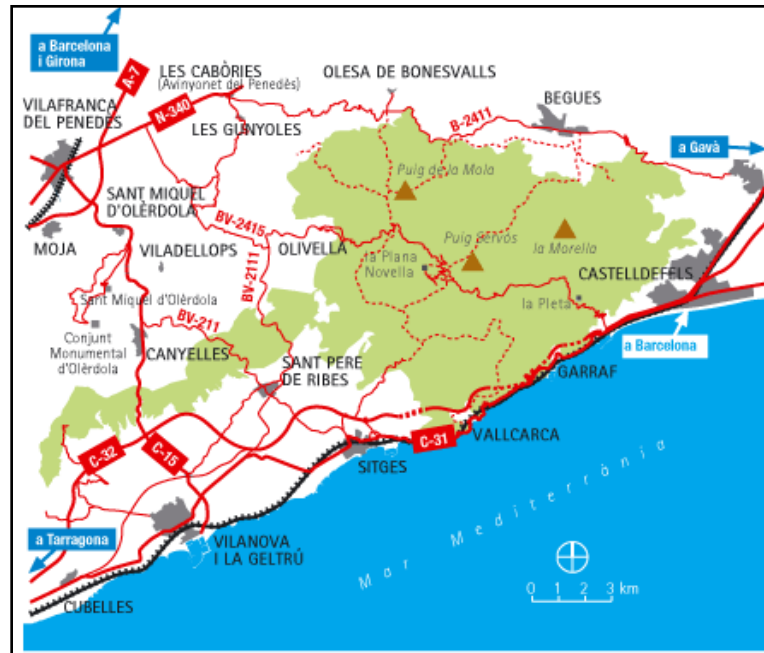 a Barcelona
i Girona
A-7
LES CABÒRIES
(Avinyonet del Penedès)
OLESA DE BONESVALLS
BEGUES
VILAFRANCA
DEL PENEDÈS
N-340
LES GUNYOLES
B-2411
a Gavà
Puig de la Mola
SANT MIQUEL
D'OLÈRDOLA
BV-2415
MOJA
VILADELLOPS
BV-2111
OLIVELLA
Puig Bervós
la Morella
la Plana
Novella
CASTELLDEFELS
Sant Miquel d'Olèrdola
la Pleta
BV-211
Conjunt
Monumental
d'Olèrdola
CANYELLES
a Barcelona
SANT PERE
DE RIBES
GARRAF
C-32
C-15
C-31
VALLCARCA
SITGES
a Tarragona
VILANOVA
I LA GELTRÚ
Mar Mediterrània
CUBELLES
0 1 2 3 km